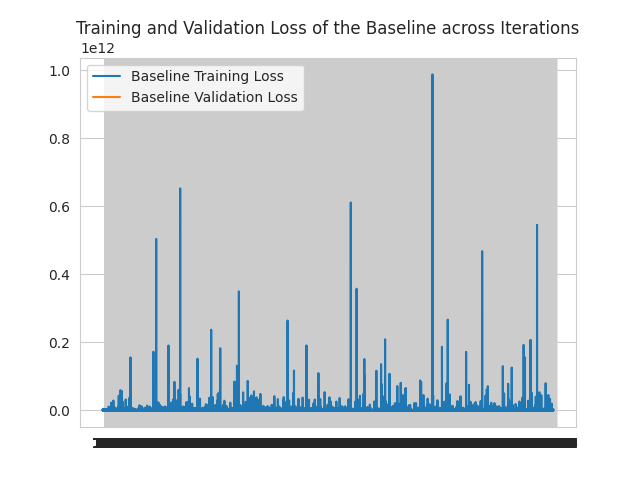 Training and Validation Loss of the Baseline across Iterations
1e12
Baseline Training Loss
Baseline Validation Loss
1.0
0.8
0.6
0.4
0.2
0.0